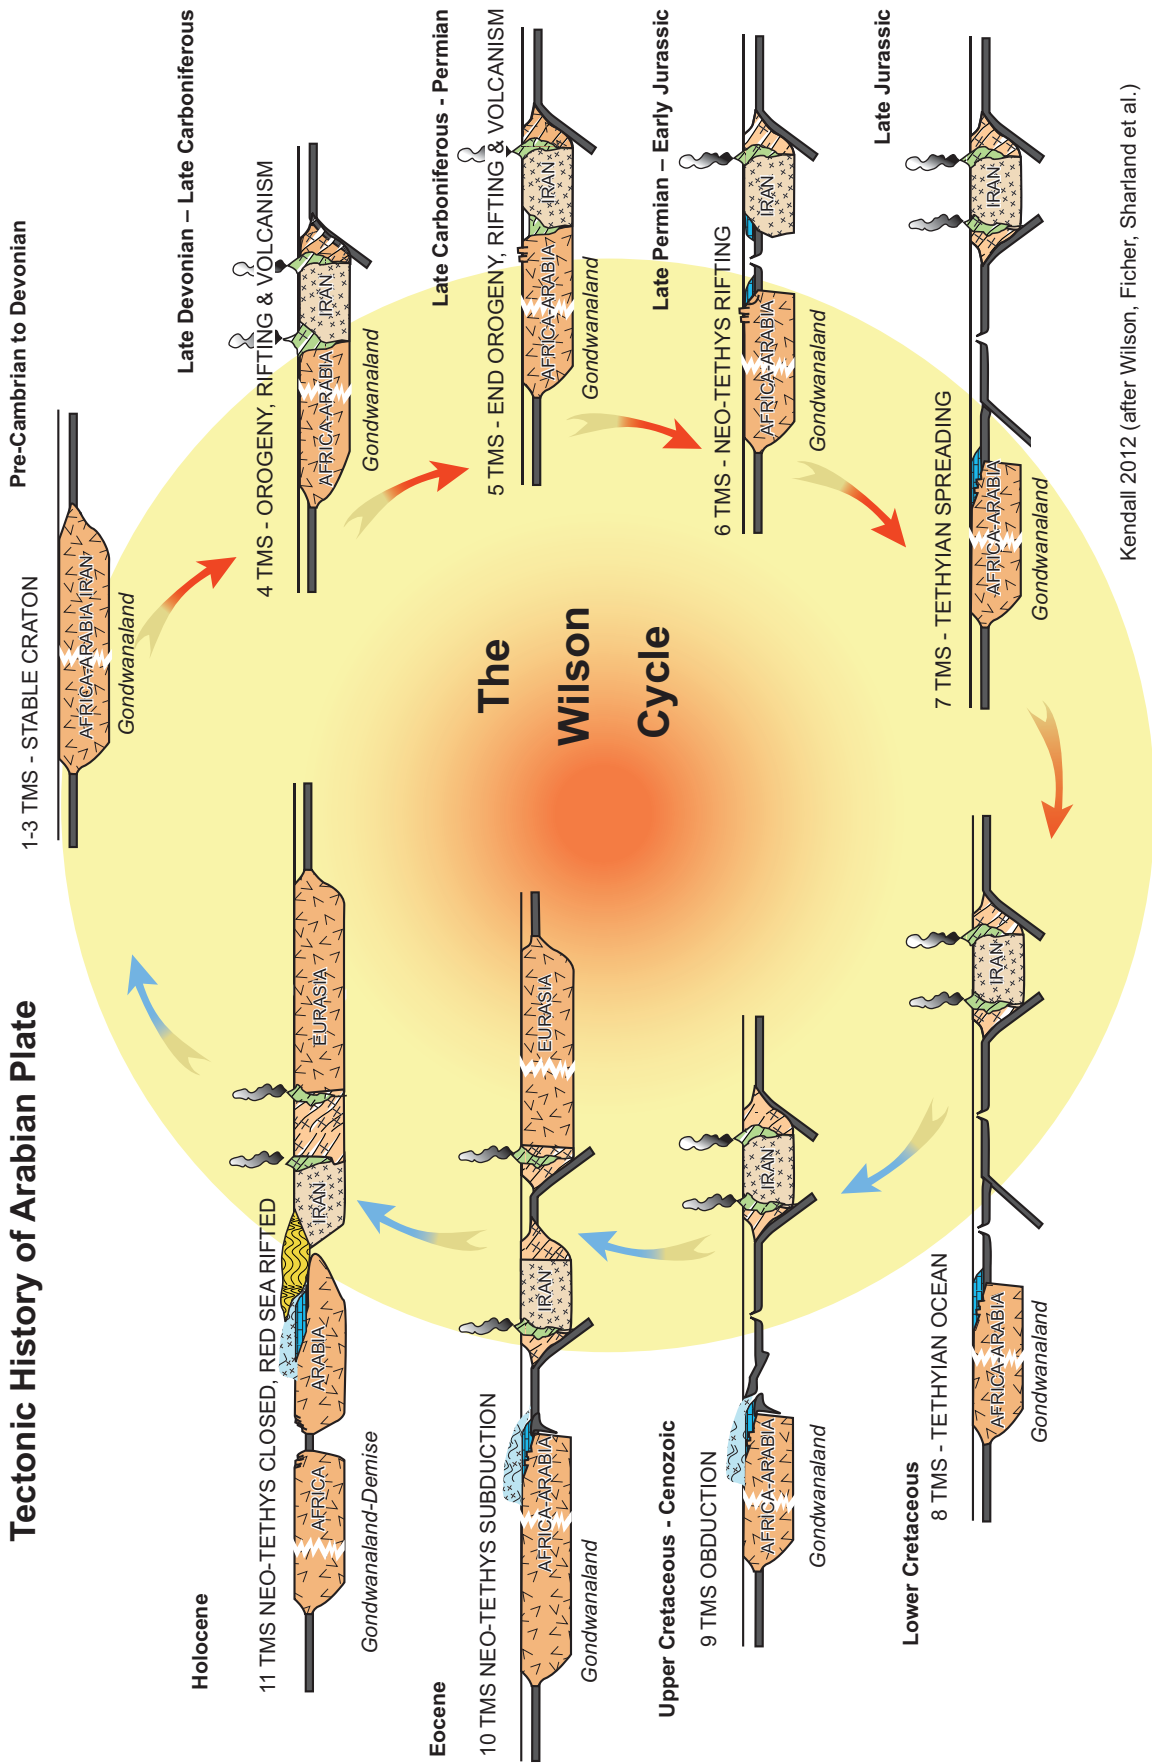 Tectonic History of Arabian Plate
Pre-Cambrian to Devonian
1-3 TMS - STABLE CRATON
AFRICA-ARABIA IRAN
Gondwanaland
Late Devonian – Late Carboniferous
4 TMS - OROGENY, RIFTING & VOLCANISM
AFRICA-ARABIA
IRAN
Gondwanaland
Late Carboniferous - Permian
5 TMS - END OROGENY, RIFTING & VOLCANISM
AFRICA-ARABIA
IRAN
Gondwanaland
Late Permian – Early Jurassic
6 TMS - NEO-TETHYS RIFTING
AFRICA-ARABIA
IRAN
Gondwanaland
Late Jurassic
7 TMS - TETHYIAN SPREADING
AFRICA-ARABIA
IRAN
Gondwanaland
Lower Cretaceous
8 TMS - TETHYIAN OCEAN
AFRICA-ARABIA
IRAN
Gondwanaland
Upper Cretaceous - Cenozoic
9 TMS OBDUCTION
AFRICA-ARABIA
IRAN
Gondwanaland
Eocene
10 TMS NEO-TETHYS SUBDUCTION
AFRICA-ARABIA
IRAN
EURASIA
Gondwanaland
Holocene
11 TMS NEO-TETHYS CLOSED, RED SEA RIFTED
AFRICA
ARABIA
IRAN
EURASIA
Gondwanaland-Demise
The
Wilson
Cycle
Kendall 2012 (after Wilson, Ficher, Sharland et al.)